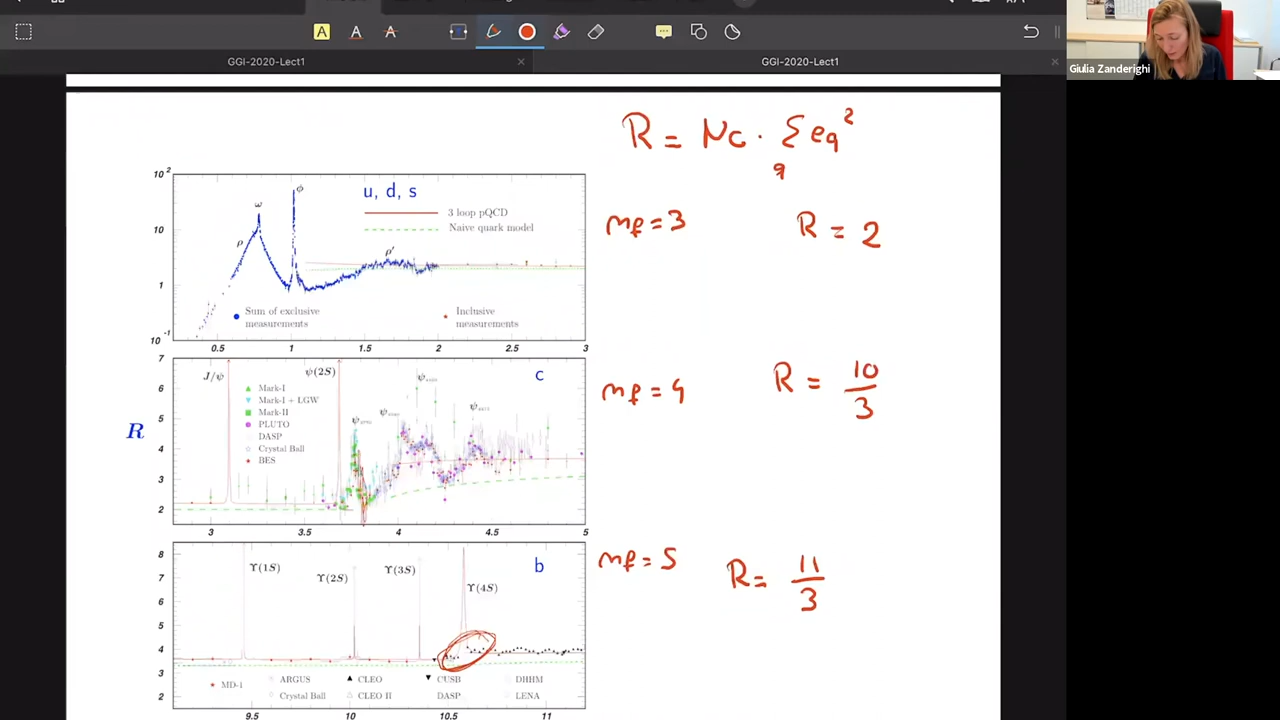 A A A
GGI-2020-Lect1 × GGI-2020-Lect1 ×
Giulia Zanderighi
R = Nc · Σ eq²
q
10² 10 1 10⁻¹
ρ ω φ ρ′
u, d, s
3 loop pQCD
Naive quark model
Sum of exclusive
measurements
Inclusive
measurements
0.5 1 1.5 2 2.5 3
nf = 3 R = 2
7 6 5 4 3 2
R
J/ψ ψ(2S)
c
Mark-I
Mark-I + LGW
Mark-II
PLUTO
DASP
Crystal Ball
BES
3 3.5 4 4.5 5
nf = 4 R = 10/3
8 7 6 5 4 3 2
ϒ(1S) ϒ(2S) ϒ(3S) ϒ(4S)
b
MD-1 ARGUS CLEO CUSB DHHM
Crystal Ball CLEO II DASP LENA
9.5 10 10.5 11
nf = 5 R = 11/3